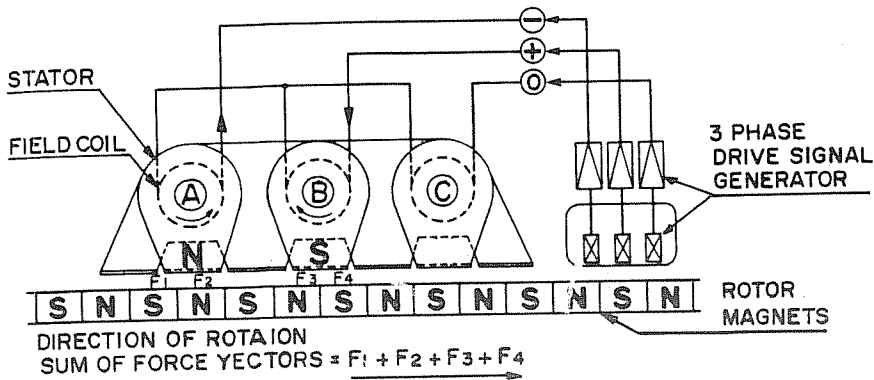 −
+
O
STATOR
FIELD COIL
3 PHASE
DRIVE SIGNAL
GENERATOR
A B C
N S
F1 F2 F3 F4
S N S N S N S N S N S N S N
ROTOR
MAGNETS
DIRECTION OF ROTAION
SUM OF FORCE YECTORS = F1 + F2 + F3 + F4